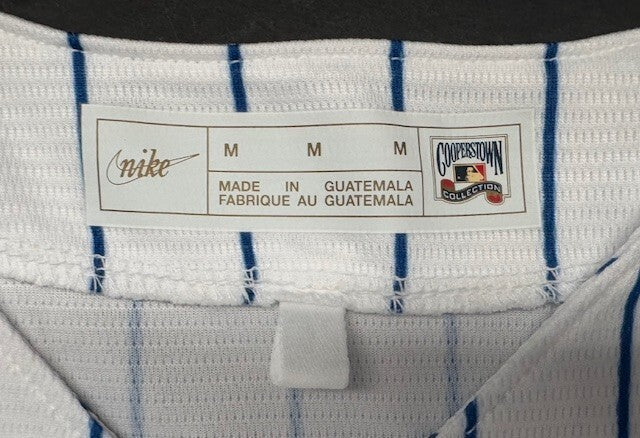 nike
M M M
MADE IN GUATEMALA
FABRIQUE AU GUATEMALA
COOPERSTOWN
COLLECTION